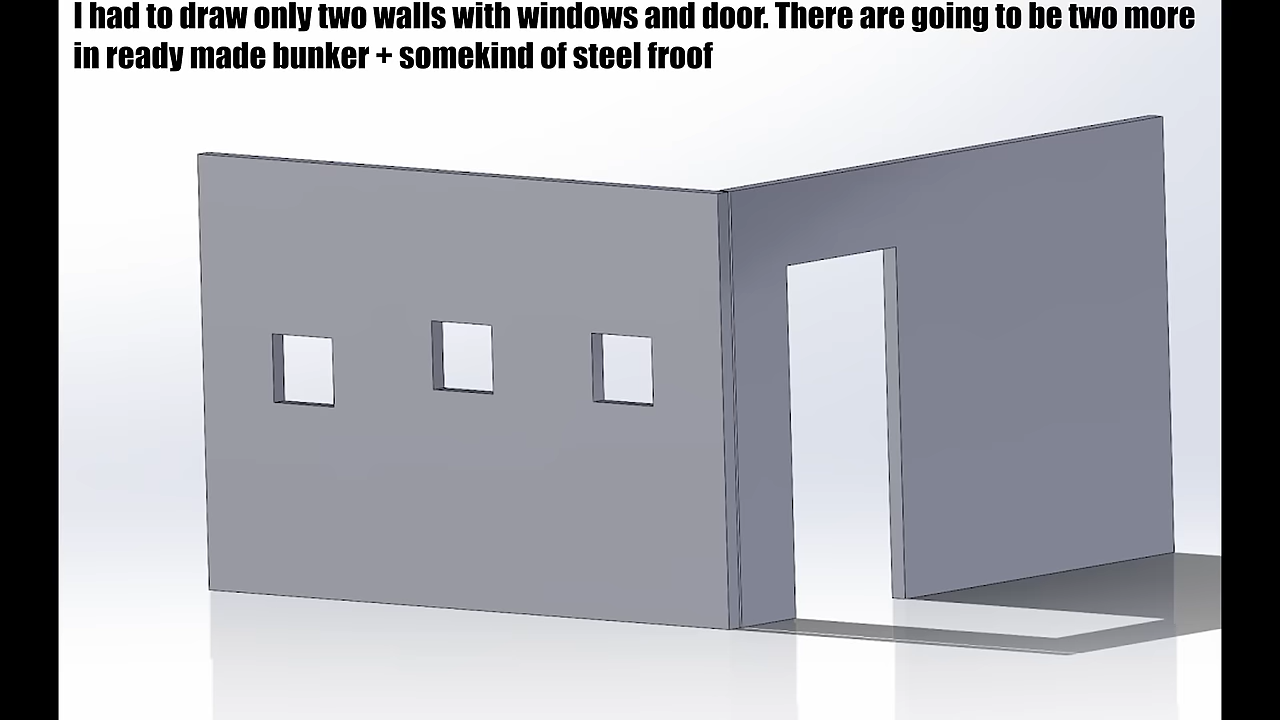 I had to draw only two walls with windows and door. There are going to be two more
in ready made bunker + somekind of steel froof